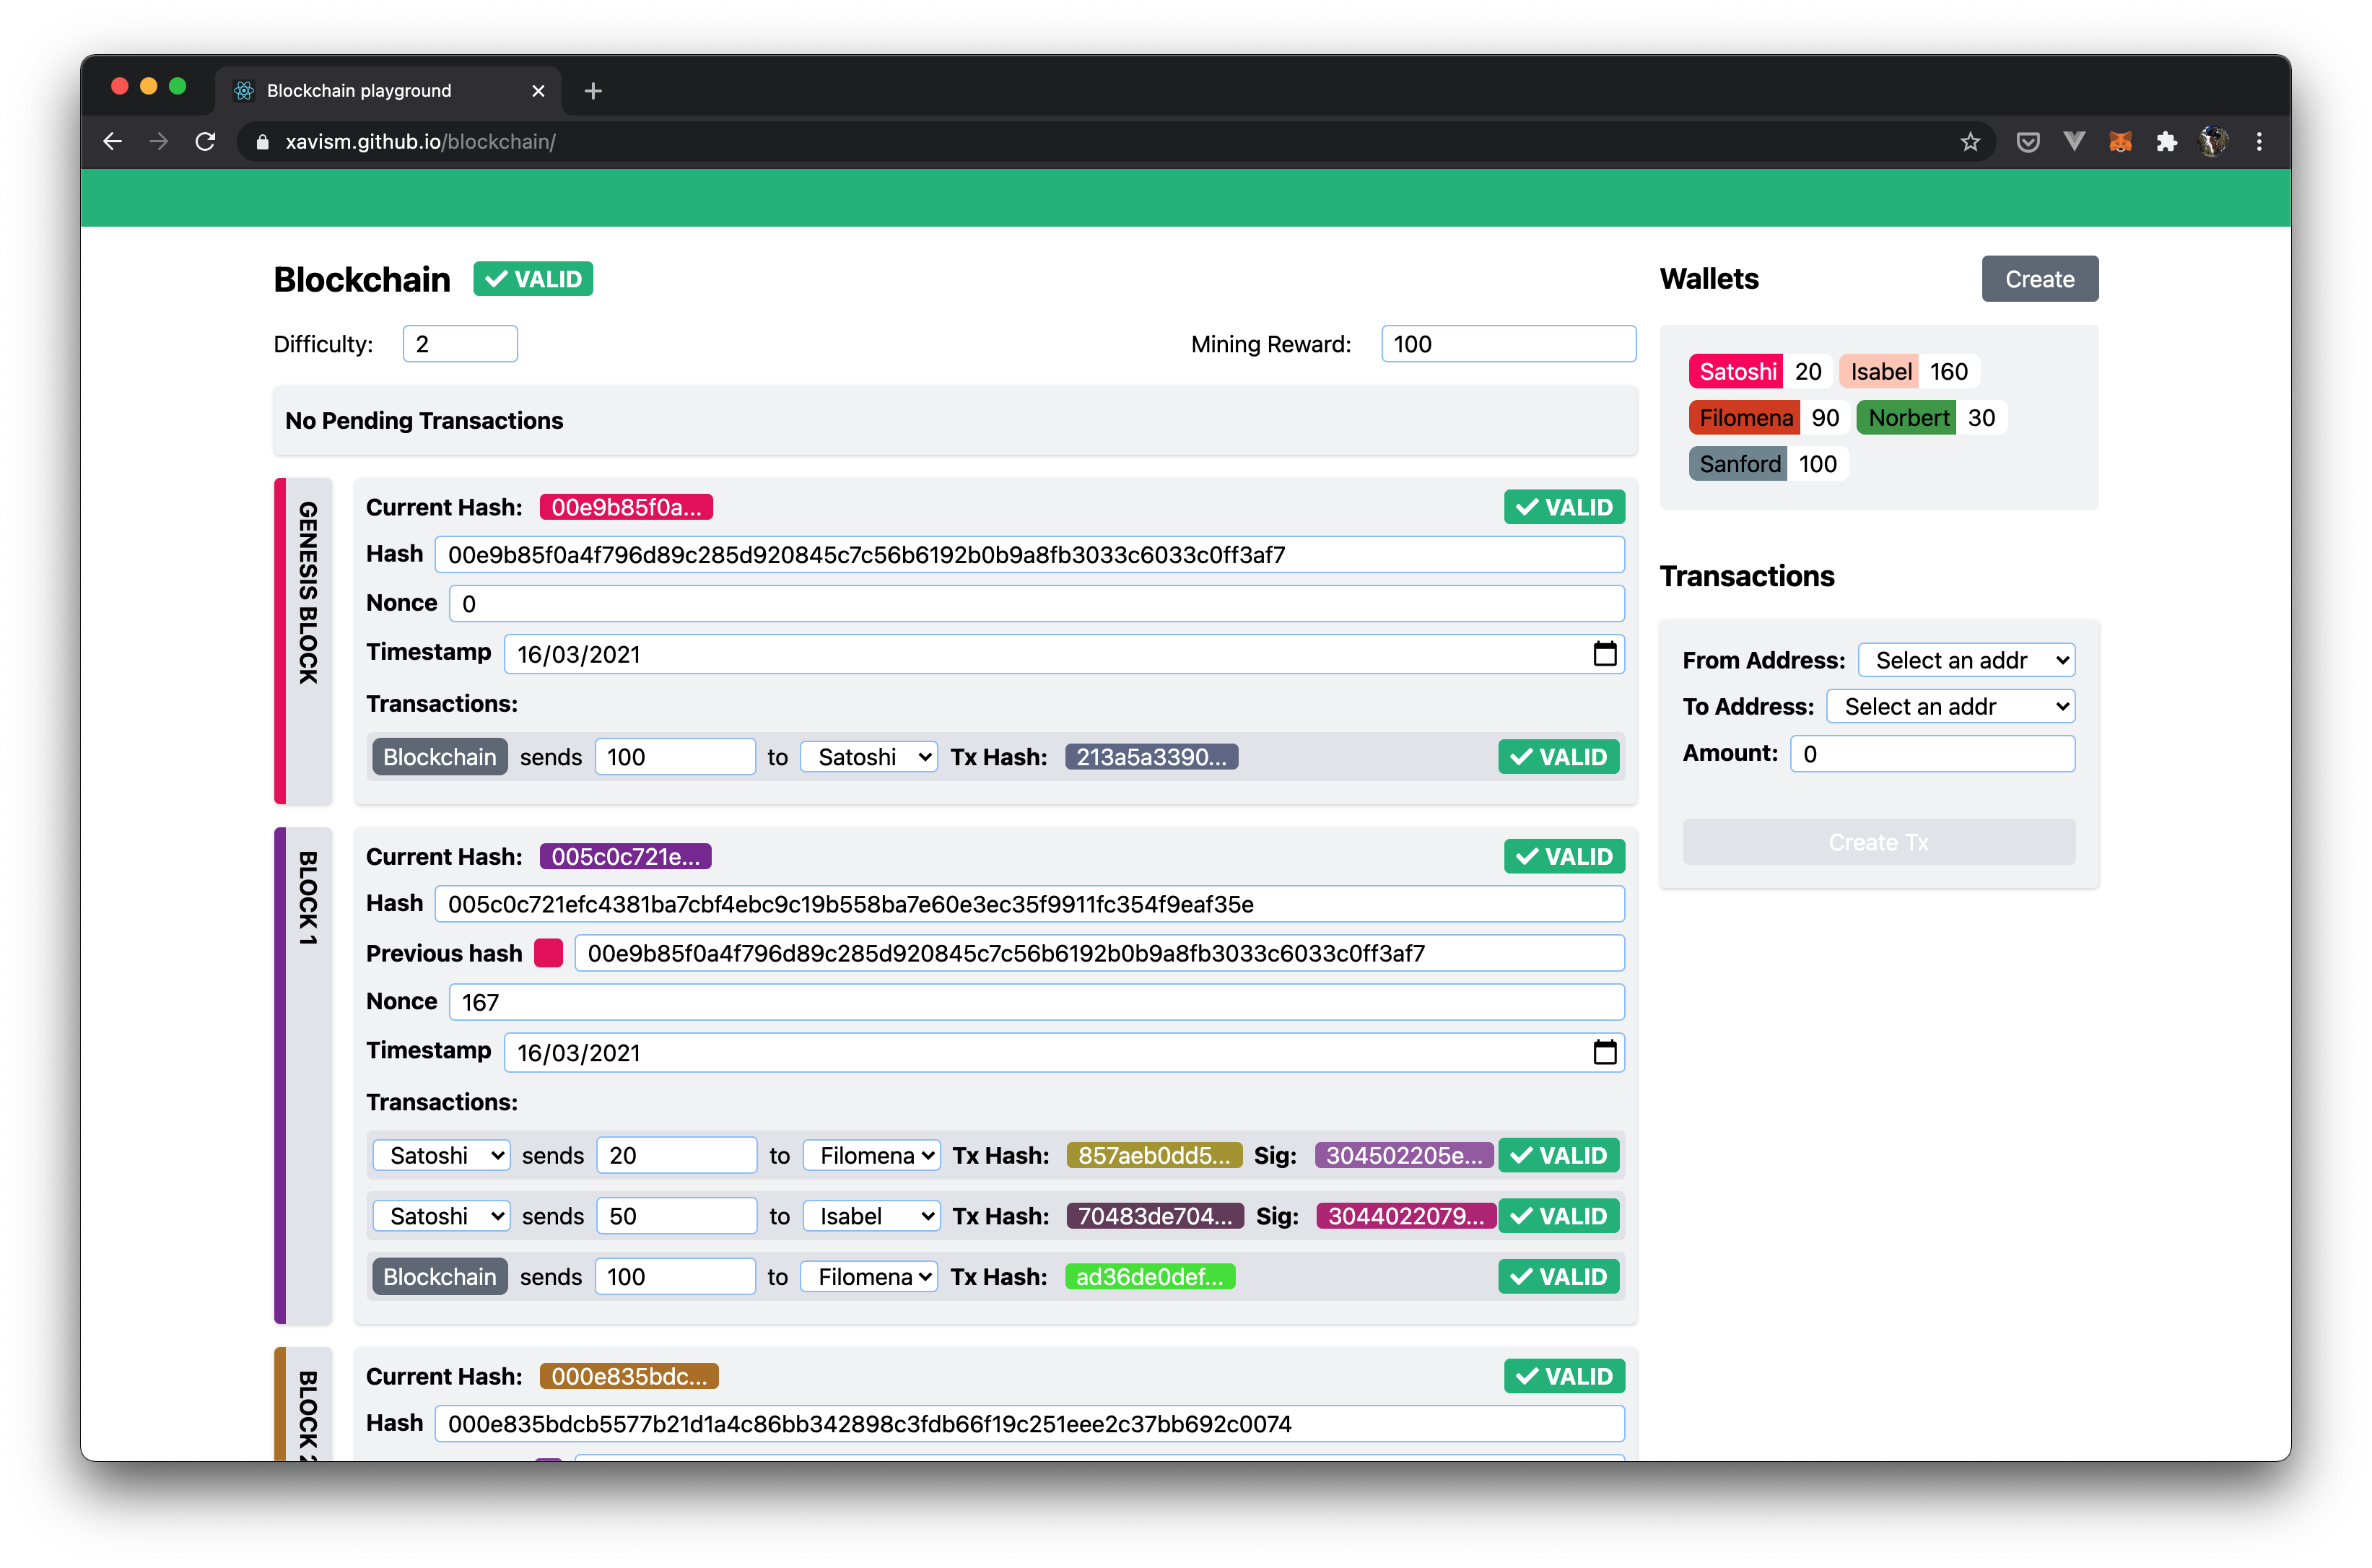 Blockchain playground
xavism.github.io/blockchain/
Blockchain VALID
Difficulty: 2 Mining Reward: 100
No Pending Transactions
GENESIS BLOCK
Current Hash: 00e9b85f0a... VALID
Hash 00e9b85f0a4f796d89c285d920845c7c56b6192b0b9a8fb3033c6033c0ff3af7
Nonce 0
Timestamp 16/03/2021
Transactions:
Blockchain sends 100 to Satoshi Tx Hash: 213a5a3390... VALID
BLOCK 1
Current Hash: 005c0c721e... VALID
Hash 005c0c721efc4381ba7cbf4ebc9c19b558ba7e60e3ec35f9911fc354f9eaf35e
Previous hash 00e9b85f0a4f796d89c285d920845c7c56b6192b0b9a8fb3033c6033c0ff3af7
Nonce 167
Timestamp 16/03/2021
Transactions:
Satoshi sends 20 to Filomena Tx Hash: 857aeb0dd5... Sig: 304502205e... VALID
Satoshi sends 50 to Isabel Tx Hash: 70483de704... Sig: 3044022079... VALID
Blockchain sends 100 to Filomena Tx Hash: ad36de0def... VALID
BLOCK 2
Current Hash: 000e835bdc... VALID
Hash 000e835bdcb5577b21d1a4c86bb342898c3fdb66f19c251eee2c37bb692c0074
Wallets Create
Satoshi 20 Isabel 160
Filomena 90 Norbert 30
Sanford 100
Transactions
From Address: Select an addr
To Address: Select an addr
Amount: 0
Create Tx